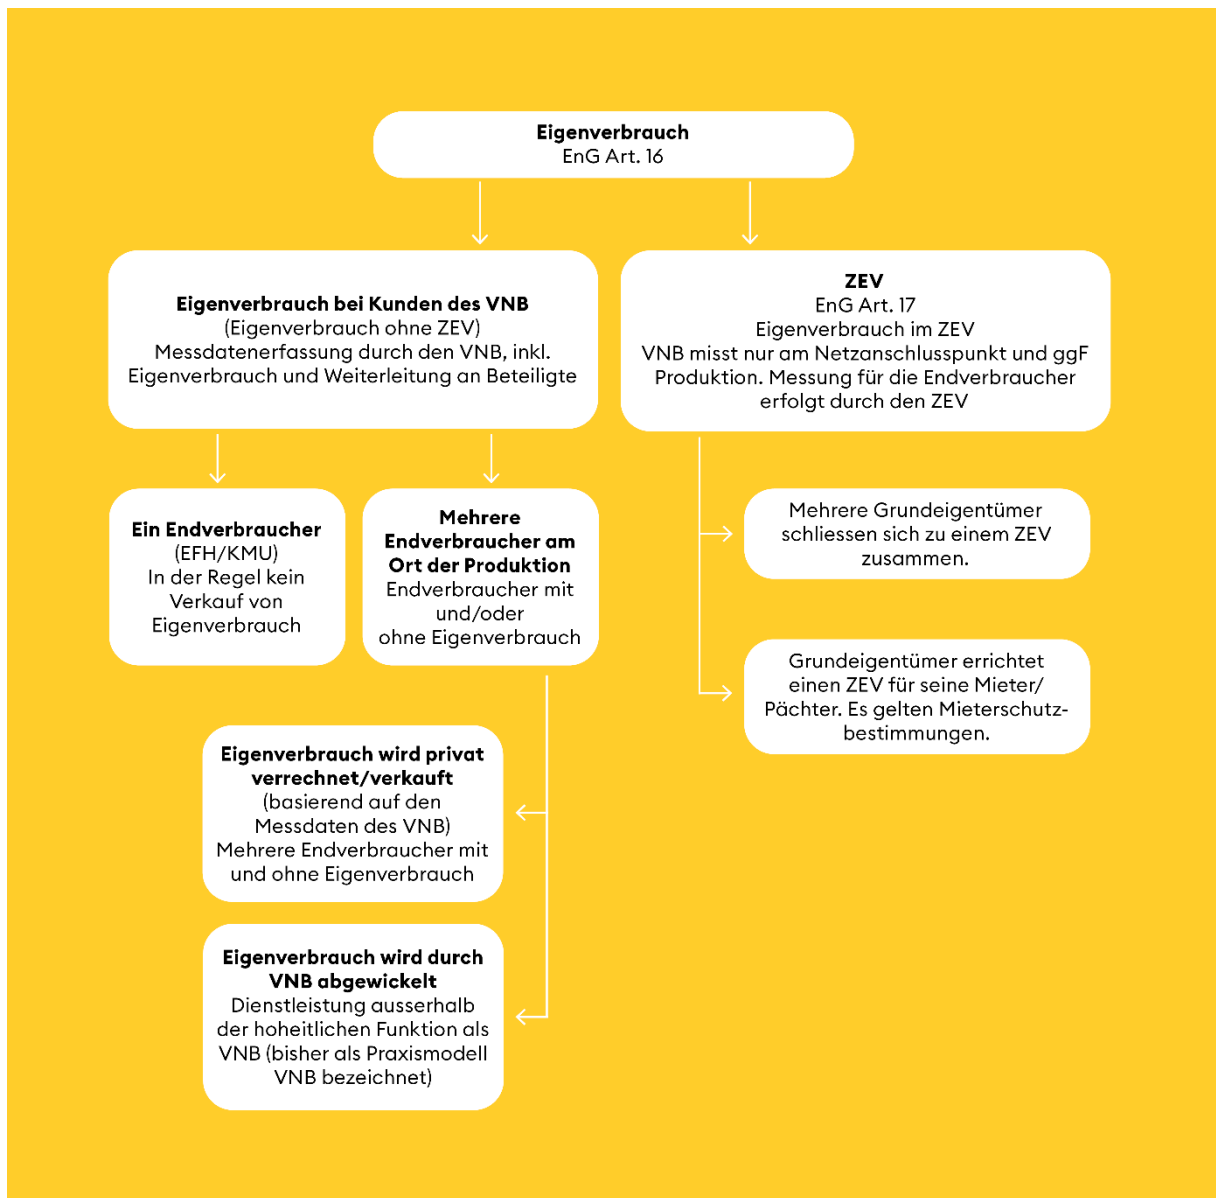 Eigenverbrauch
EnG Art. 16
Eigenverbrauch bei Kunden des VNB
(Eigenverbrauch ohne ZEV)
Messdatenerfassung durch den VNB, inkl.
Eigenverbrauch und Weiterleitung an Beteiligte
ZEV
EnG Art. 17
Eigenverbrauch im ZEV
VNB misst nur am Netzanschlusspunkt und ggF
Produktion. Messung für die Endverbraucher
erfolgt durch den ZEV
Ein Endverbraucher
(EFH/KMU)
In der Regel kein
Verkauf von
Eigenverbrauch
Mehrere
Endverbraucher am
Ort der Produktion
Endverbraucher mit
und/oder
ohne Eigenverbrauch
Mehrere Grundeigentümer
schliessen sich zu einem ZEV
zusammen.
Grundeigentümer errichtet
einen ZEV für seine Mieter/
Pächter. Es gelten Mieterschutz-
bestimmungen.
Eigenverbrauch wird privat
verrechnet/verkauft
(basierend auf den
Messdaten des VNB)
Mehrere Endverbraucher mit
und ohne Eigenverbrauch
Eigenverbrauch wird durch
VNB abgewickelt
Dienstleistung ausserhalb
der hoheitlichen Funktion als
VNB (bisher als Praxismodell
VNB bezeichnet)